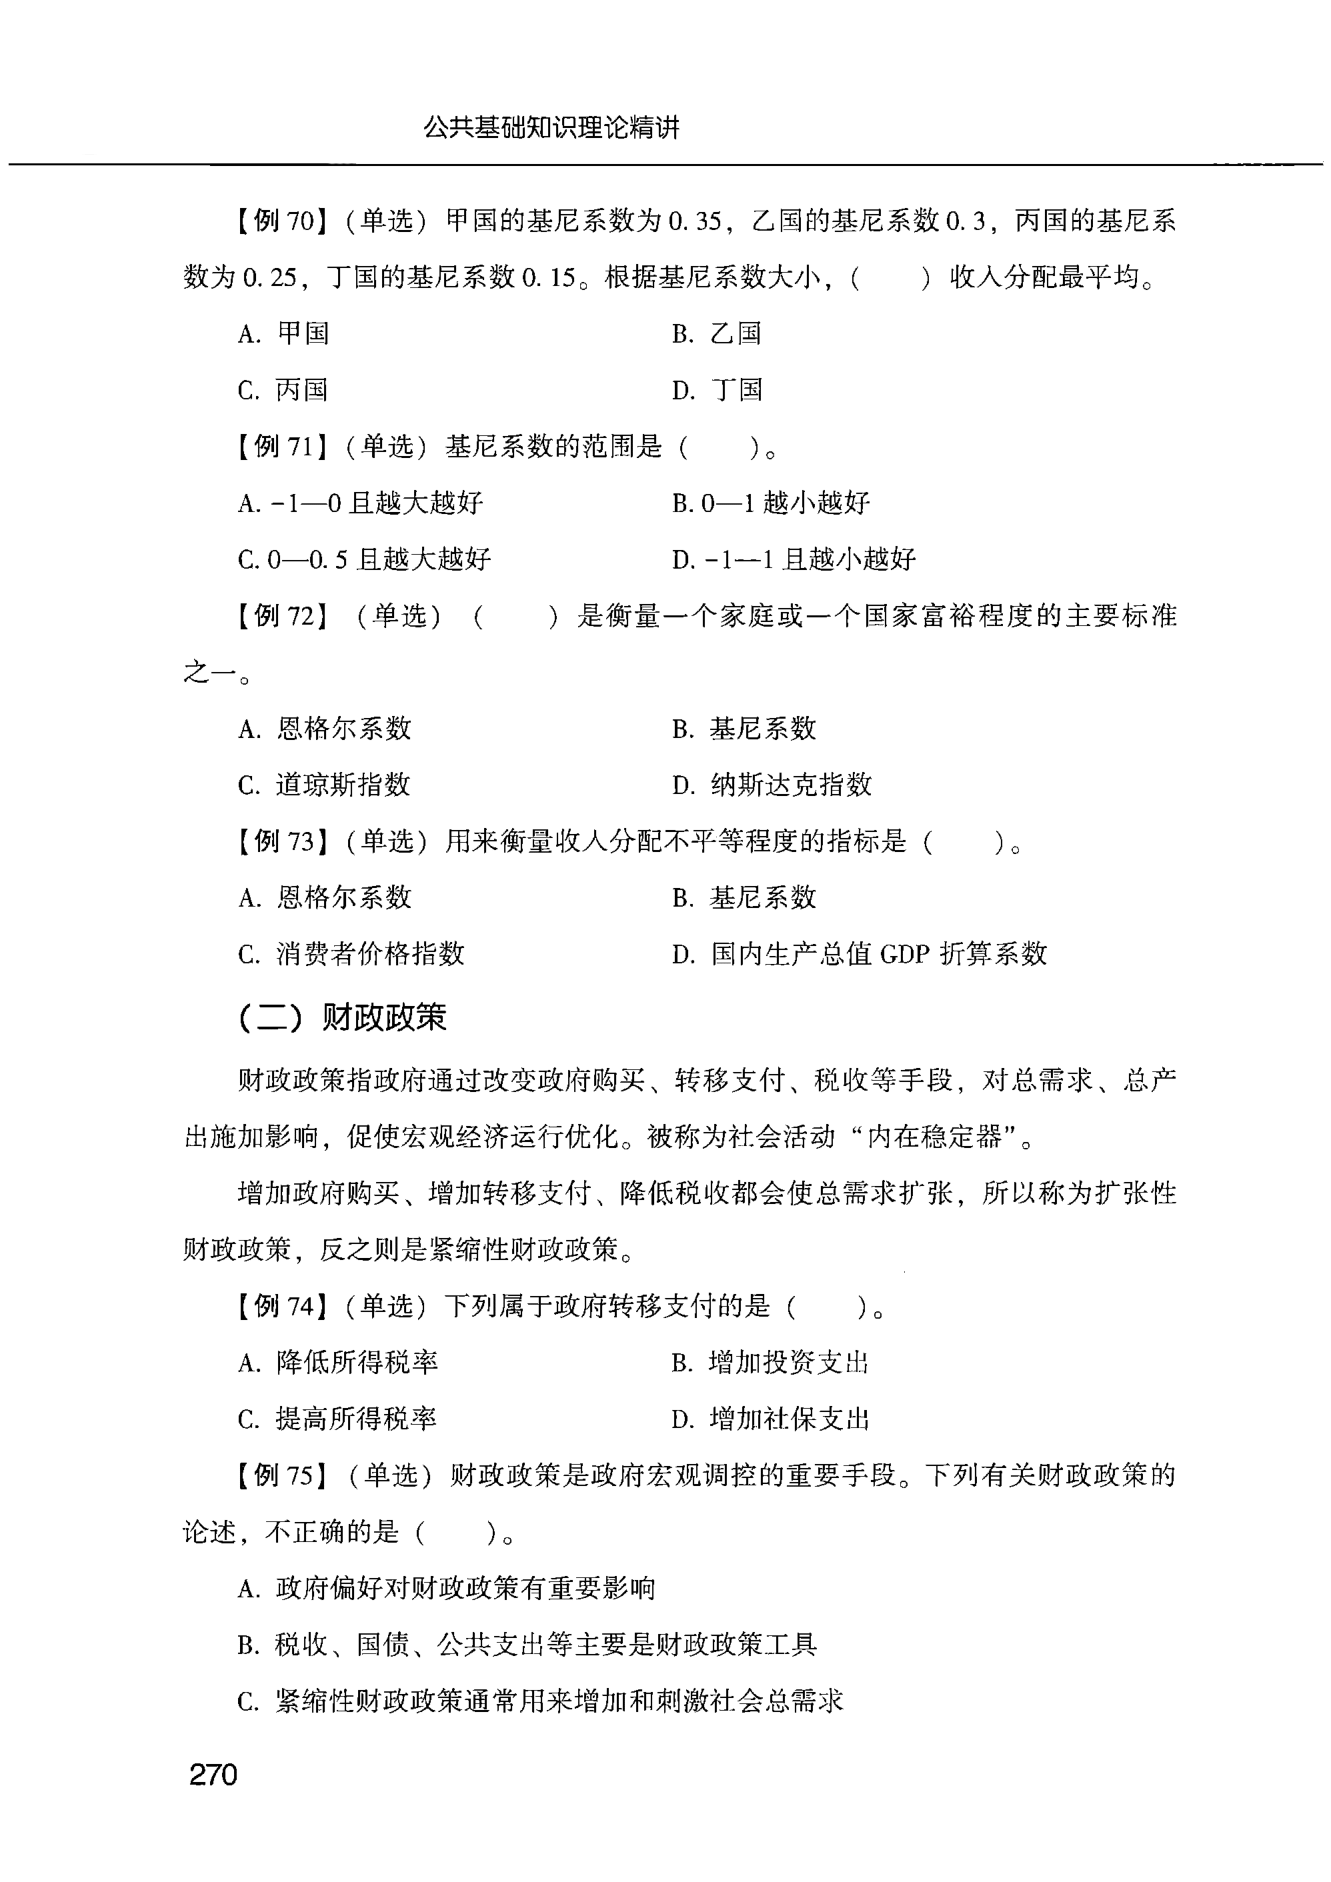 公共基础知识理论精讲
【例 70】（单选）甲国的基尼系数为 0.35，乙国的基尼系数 0.3，丙国的基尼系
数为 0.25，丁国的基尼系数 0.15。根据基尼系数大小，（　　）收入分配最平均。
A. 甲国　　B. 乙国
C. 丙国　　D. 丁国
【例 71】（单选）基尼系数的范围是（　　）。
A. -1—0 且越大越好　　B. 0—1 越小越好
C. 0—0.5 且越大越好　　D. -1—1 且越小越好
【例 72】（单选）（　　）是衡量一个家庭或一个国家富裕程度的主要标准
之一。
A. 恩格尔系数　　B. 基尼系数
C. 道琼斯指数　　D. 纳斯达克指数
【例 73】（单选）用来衡量收入分配不平等程度的指标是（　　）。
A. 恩格尔系数　　B. 基尼系数
C. 消费者价格指数　　D. 国内生产总值 GDP 折算系数
（二）财政政策
财政政策指政府通过改变政府购买、转移支付、税收等手段，对总需求、总产
出施加影响，促使宏观经济运行优化。被称为社会活动“内在稳定器”。
增加政府购买、增加转移支付、降低税收都会使总需求扩张，所以称为扩张性
财政政策，反之则是紧缩性财政政策。
【例 74】（单选）下列属于政府转移支付的是（　　）。
A. 降低所得税率　　B. 增加投资支出
C. 提高所得税率　　D. 增加社保支出
【例 75】（单选）财政政策是政府宏观调控的重要手段。下列有关财政政策的
论述，不正确的是（　　）。
A. 政府偏好对财政政策有重要影响
B. 税收、国债、公共支出等主要是财政政策工具
C. 紧缩性财政政策通常用来增加和刺激社会总需求
270